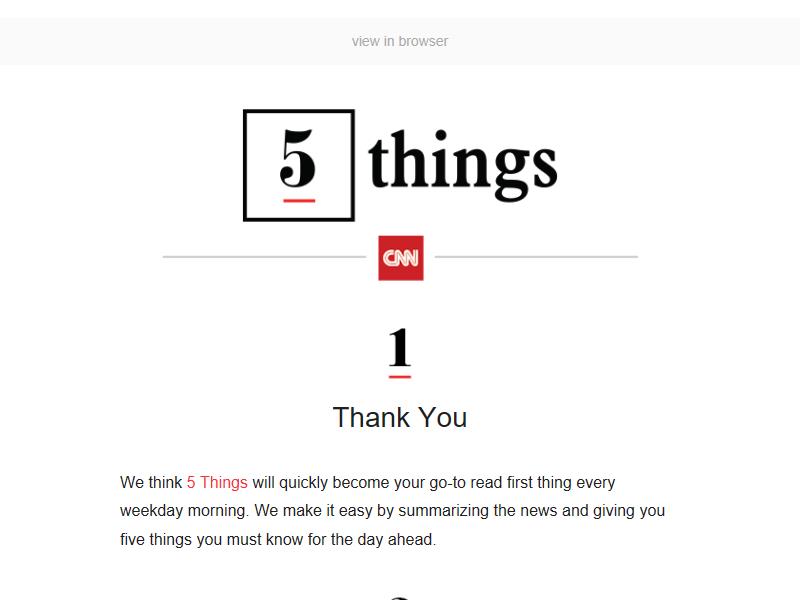 view in browser
5 things
CNN
1
Thank You
We think 5 Things will quickly become your go-to read first thing every
weekday morning. We make it easy by summarizing the news and giving you
five things you must know for the day ahead.